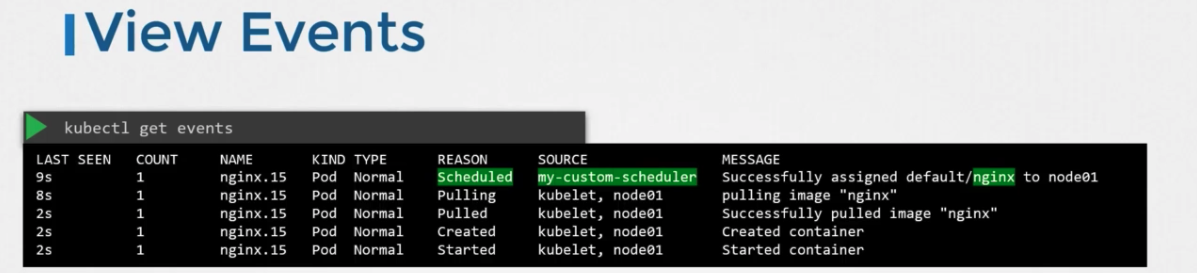 View Events
kubectl get events
LAST SEEN COUNT NAME KIND TYPE REASON SOURCE MESSAGE
9s 1 nginx.15 Pod Normal Scheduled my-custom-scheduler Successfully assigned default/nginx to node01
8s 1 nginx.15 Pod Normal Pulling kubelet, node01 pulling image "nginx"
2s 1 nginx.15 Pod Normal Pulled kubelet, node01 Successfully pulled image "nginx"
2s 1 nginx.15 Pod Normal Created kubelet, node01 Created container
2s 1 nginx.15 Pod Normal Started kubelet, node01 Started container